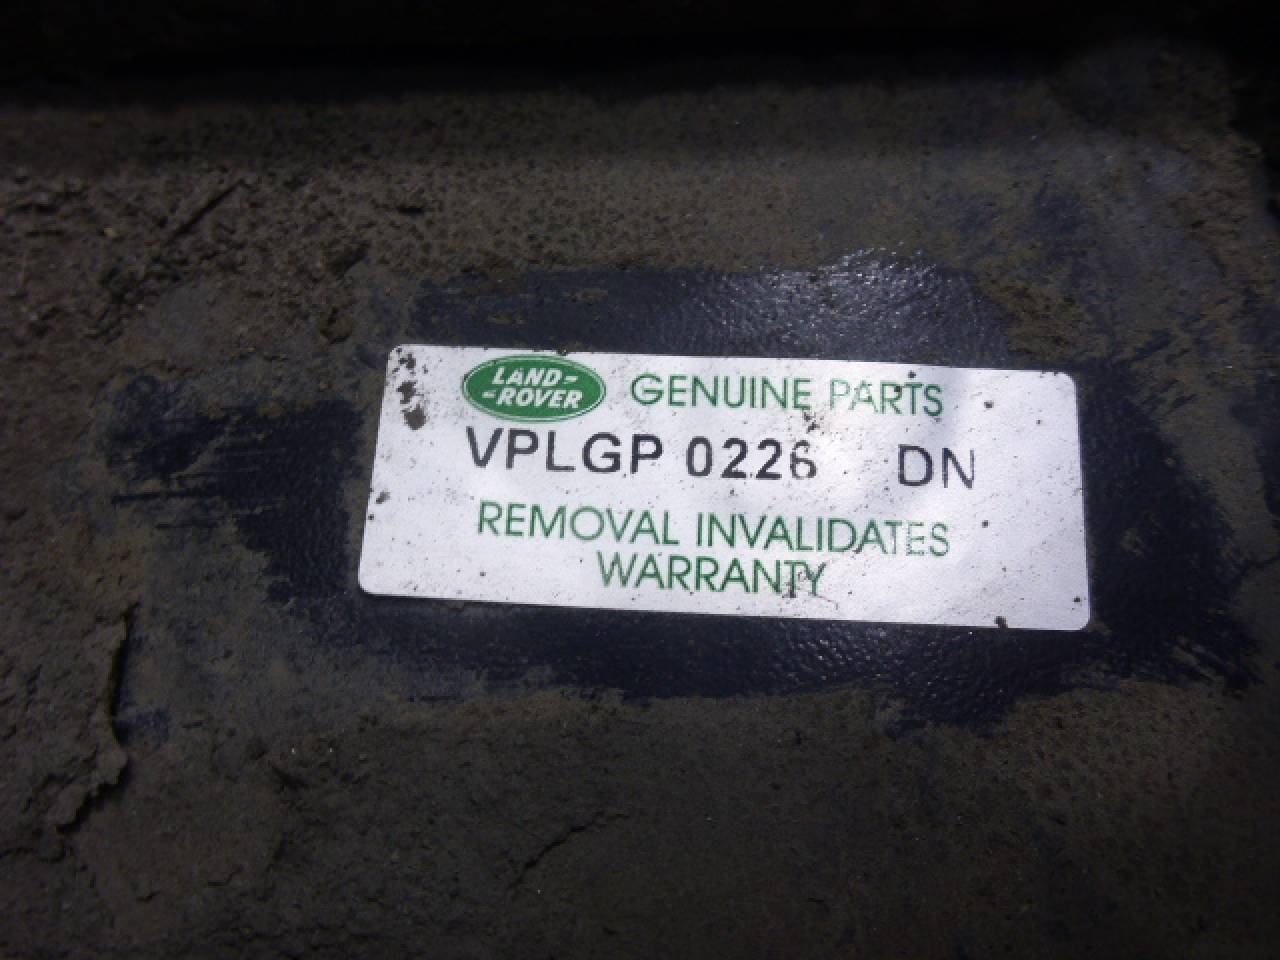 LAND-
-ROVER
GENUINE PARTS
VPLGP 0226 DN
REMOVAL INVALIDATES
WARRANTY